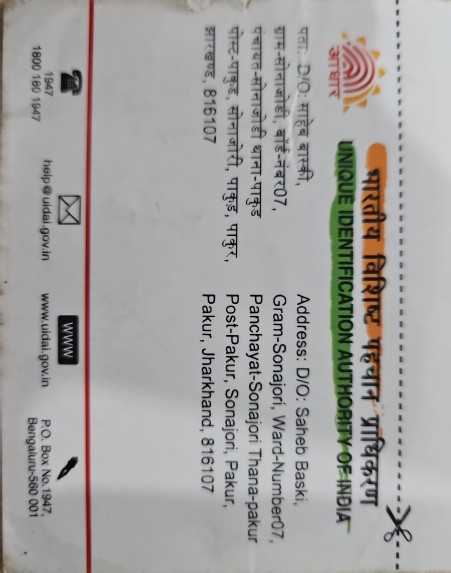 भारतीय विशिष्ट पहचान प्राधिकरण
UNIQUE IDENTIFICATION AUTHORITY OF INDIA
आधार
पता: D/O: साहेब बास्की,
ग्राम-सोनाजोडी, वॉर्ड-नंबर07,
पंचायत-सोनाजोडी थाना-पाकुड
पोस्ट-पाकुड, सोनाजोरी, पाकुड़, पाकुर,
झारखण्ड, 816107
Address: D/O: Saheb Baski,
Gram-Sonajori, Ward-Number07,
Panchayat-Sonajori Thana-pakur
Post-Pakur, Sonajori, Pakur,
Pakur, Jharkhand, 816107
1947
1800 180 1947
help@uidai.gov.in
WWW
www.uidai.gov.in
P.O. Box No.1947,
Bengaluru-560 001